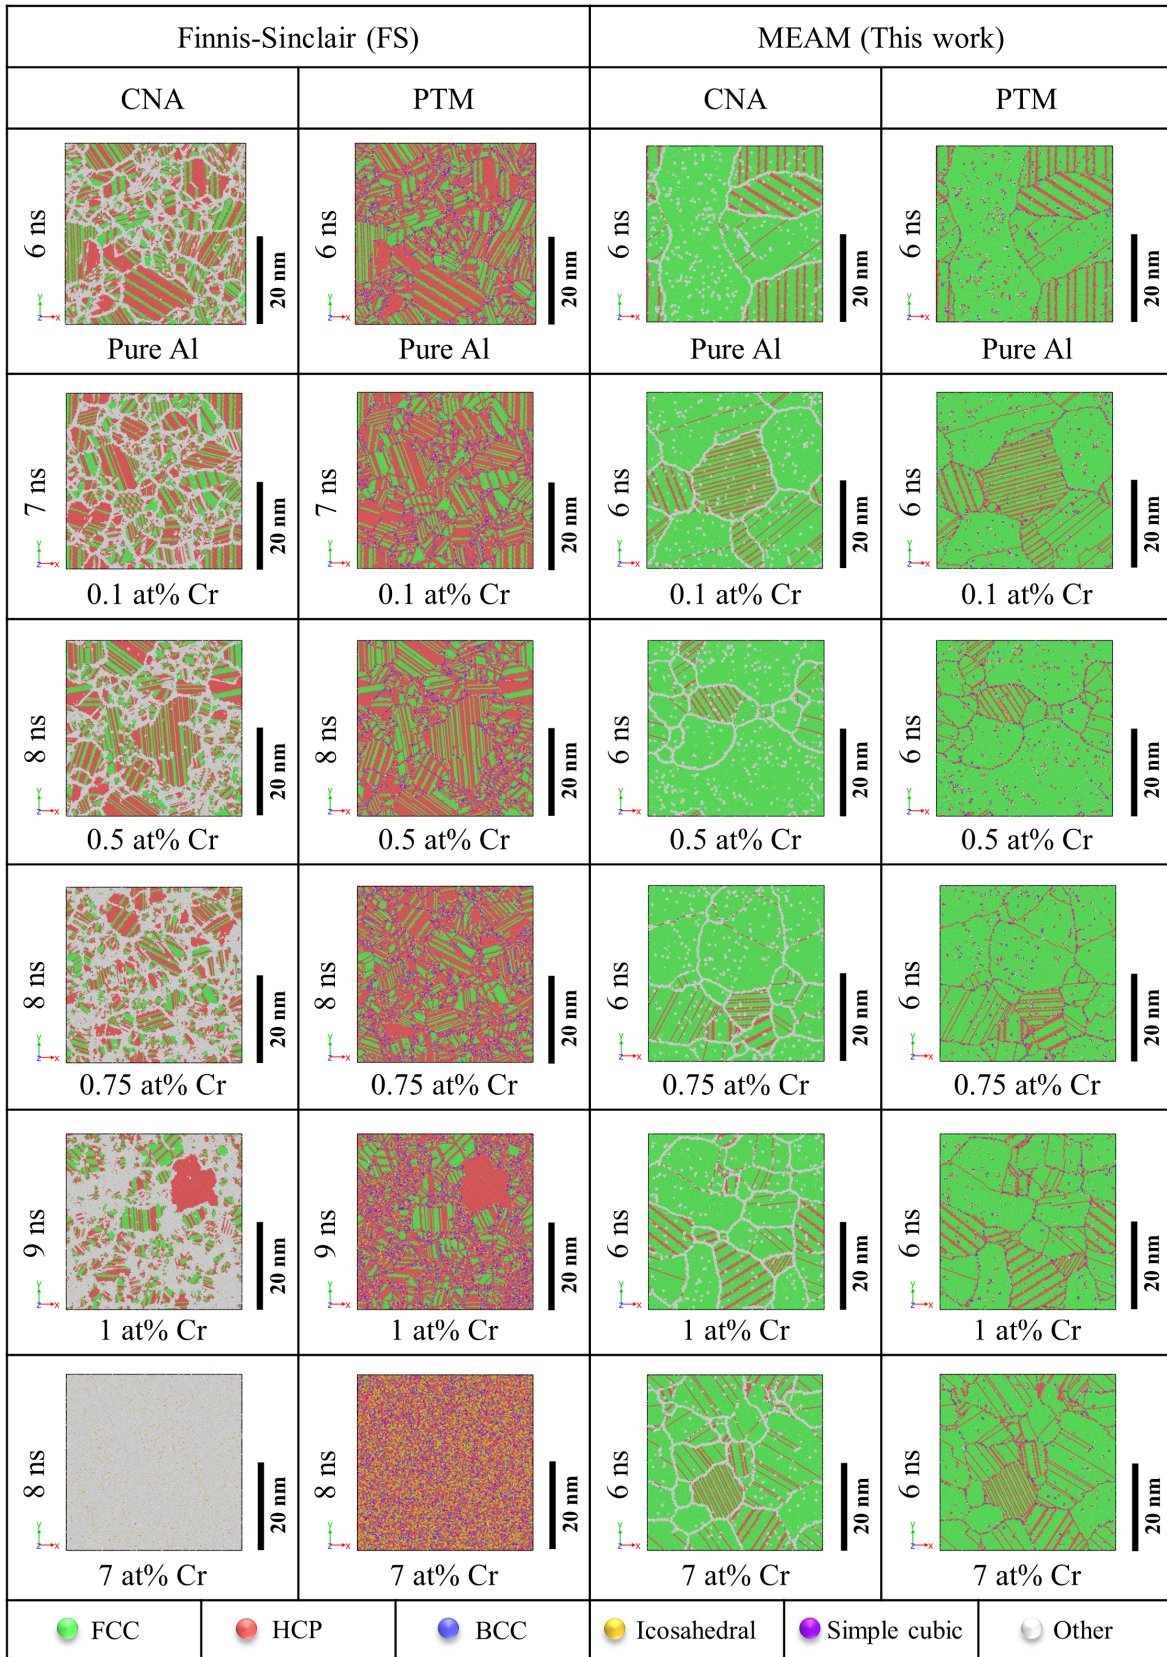 Finnis-Sinclair (FS) MEAM (This work)
CNA PTM CNA PTM
6 ns y z x 20 nm 6 ns y z x 20 nm 6 ns y z x 20 nm 6 ns y z x 20 nm
Pure Al Pure Al Pure Al Pure Al
7 ns y z x 20 nm 7 ns y z x 20 nm 6 ns y z x 20 nm 6 ns y z x 20 nm
0.1 at% Cr 0.1 at% Cr 0.1 at% Cr 0.1 at% Cr
8 ns y z x 20 nm 8 ns y z x 20 nm 6 ns y z x 20 nm 6 ns y z x 20 nm
0.5 at% Cr 0.5 at% Cr 0.5 at% Cr 0.5 at% Cr
8 ns y z x 20 nm 8 ns y z x 20 nm 6 ns y z x 20 nm 6 ns y z x 20 nm
0.75 at% Cr 0.75 at% Cr 0.75 at% Cr 0.75 at% Cr
9 ns y z x 20 nm 9 ns y z x 20 nm 6 ns y z x 20 nm 6 ns y z x 20 nm
1 at% Cr 1 at% Cr 1 at% Cr 1 at% Cr
8 ns y z x 20 nm 8 ns y z x 20 nm 6 ns y z x 20 nm 6 ns y z x 20 nm
7 at% Cr 7 at% Cr 7 at% Cr 7 at% Cr
FCC HCP BCC Icosahedral Simple cubic Other